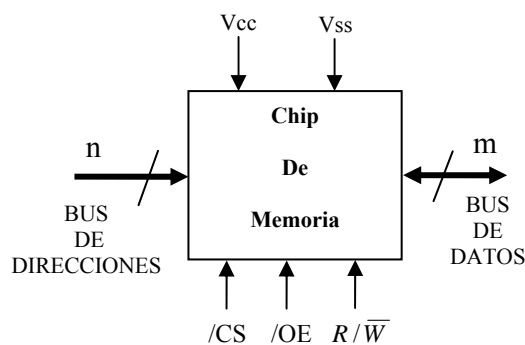 Vcc
Vss
Chip
De
Memoria
n
BUS
DE
DIRECCIONES
m
BUS
DE
DATOS
/CS
/OE
R / W̅